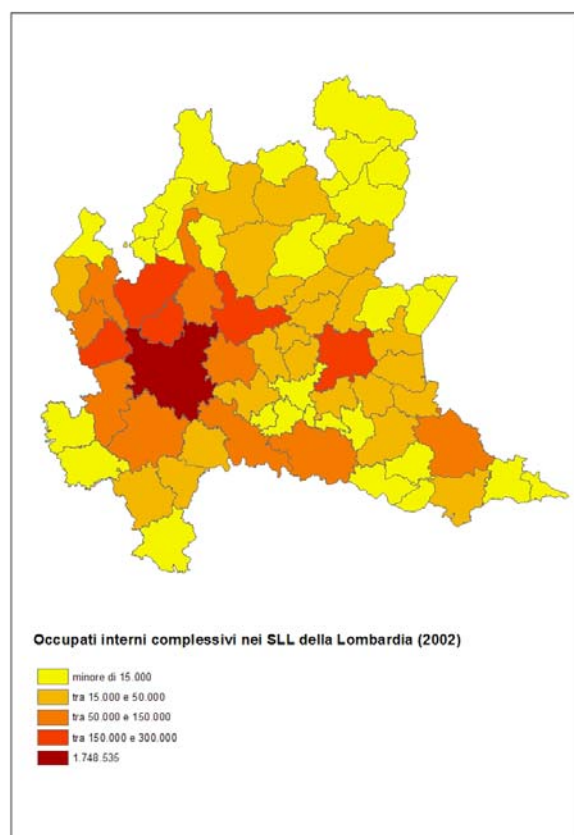 Occupati interni complessivi nei SLL della Lombardia (2002)
minore di 15.000
tra 15.000 e 50.000
tra 50.000 e 150.000
tra 150.000 e 300.000
1.748.535